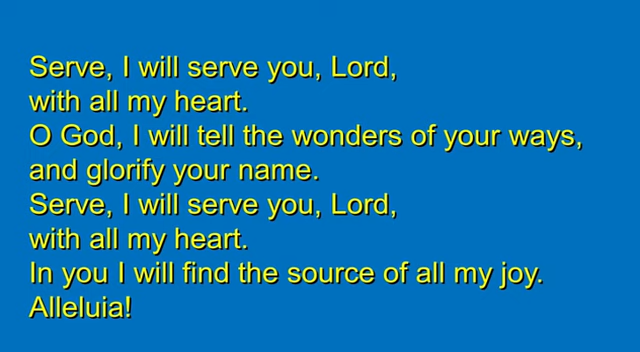 Serve, I will serve you, Lord,
with all my heart.
O God, I will tell the wonders of your ways,
and glorify your name.
Serve, I will serve you, Lord,
with all my heart.
In you I will find the source of all my joy.
Alleluia!